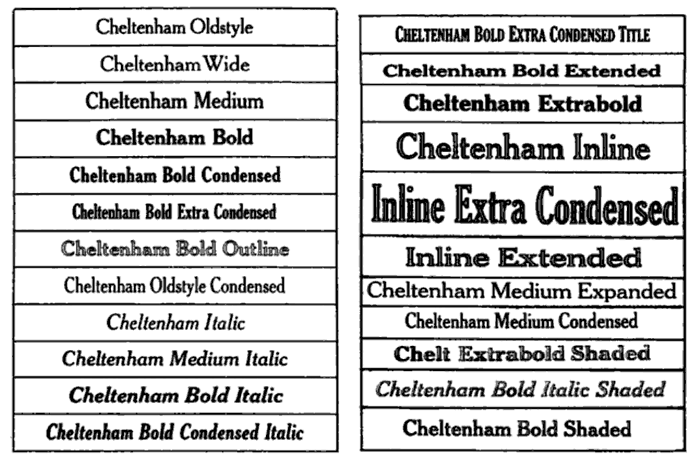 Cheltenham Oldstyle
Cheltenham Wide
Cheltenham Medium
Cheltenham Bold
Cheltenham Bold Condensed
Cheltenham Bold Extra Condensed
Cheltenham Bold Outline
Cheltenham Oldstyle Condensed
Cheltenham Italic
Cheltenham Medium Italic
Cheltenham Bold Italic
Cheltenham Bold Condensed Italic
CHELTENHAM BOLD EXTRA CONDENSED TITLE
Cheltenham Bold Extended
Cheltenham Extrabold
Cheltenham Inline
Inline Extra Condensed
Inline Extended
Cheltenham Medium Expanded
Cheltenham Medium Condensed
Chelt Extrabold Shaded
Cheltenham Bold Italic Shaded
Cheltenham Bold Shaded